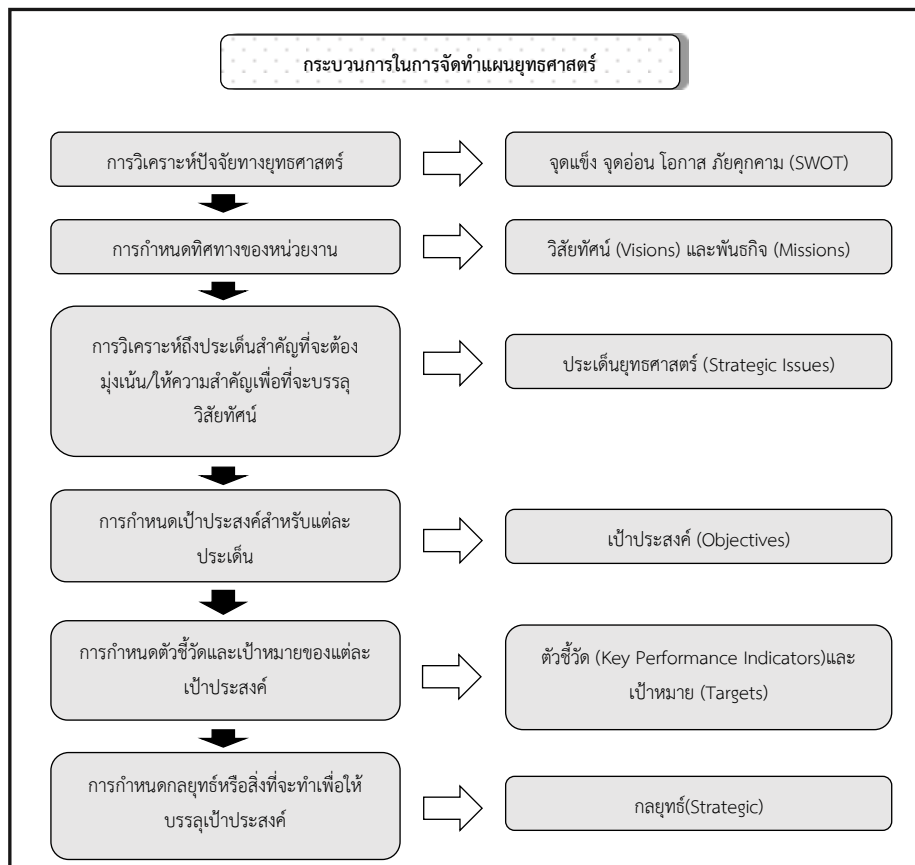 กระบวนการในการจัดทำแผนยุทธศาสตร์
การวิเคราะห์ปัจจัยทางยุทธศาสตร์
จุดแข็ง จุดอ่อน โอกาส ภัยคุกคาม (SWOT)
การกำหนดทิศทางของหน่วยงาน
วิสัยทัศน์ (Visions) และพันธกิจ (Missions)
การวิเคราะห์ถึงประเด็นสำคัญที่จะต้อง
มุ่งเน้น/ให้ความสำคัญเพื่อที่จะบรรลุ
วิสัยทัศน์
ประเด็นยุทธศาสตร์ (Strategic Issues)
การกำหนดเป้าประสงค์สำหรับแต่ละ
ประเด็น
เป้าประสงค์ (Objectives)
การกำหนดตัวชี้วัดและเป้าหมายของแต่ละ
เป้าประสงค์
ตัวชี้วัด (Key Performance Indicators)และ
เป้าหมาย (Targets)
การกำหนดกลยุทธ์หรือสิ่งที่จะทำเพื่อให้
บรรลุเป้าประสงค์
กลยุทธ์(Strategic)